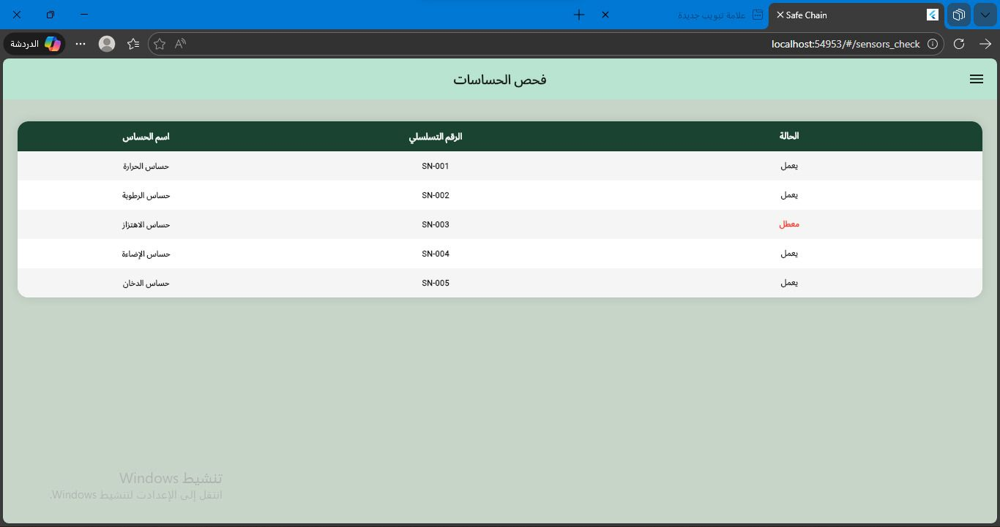 Safe Chain
علامة تبويب جديدة
localhost:54953/#/sensors_check
الدردشة
فحص الحساسات
الحالة الرقم التسلسلي اسم الحساس
يعمل SN-001 حساس الحرارة
يعمل SN-002 حساس الرطوبة
معطل SN-003 حساس الاهتزاز
يعمل SN-004 حساس الإضاءة
يعمل SN-005 حساس الدخان
تنشيط Windows
انتقل إلى الإعدادت لتنشيط Windows.